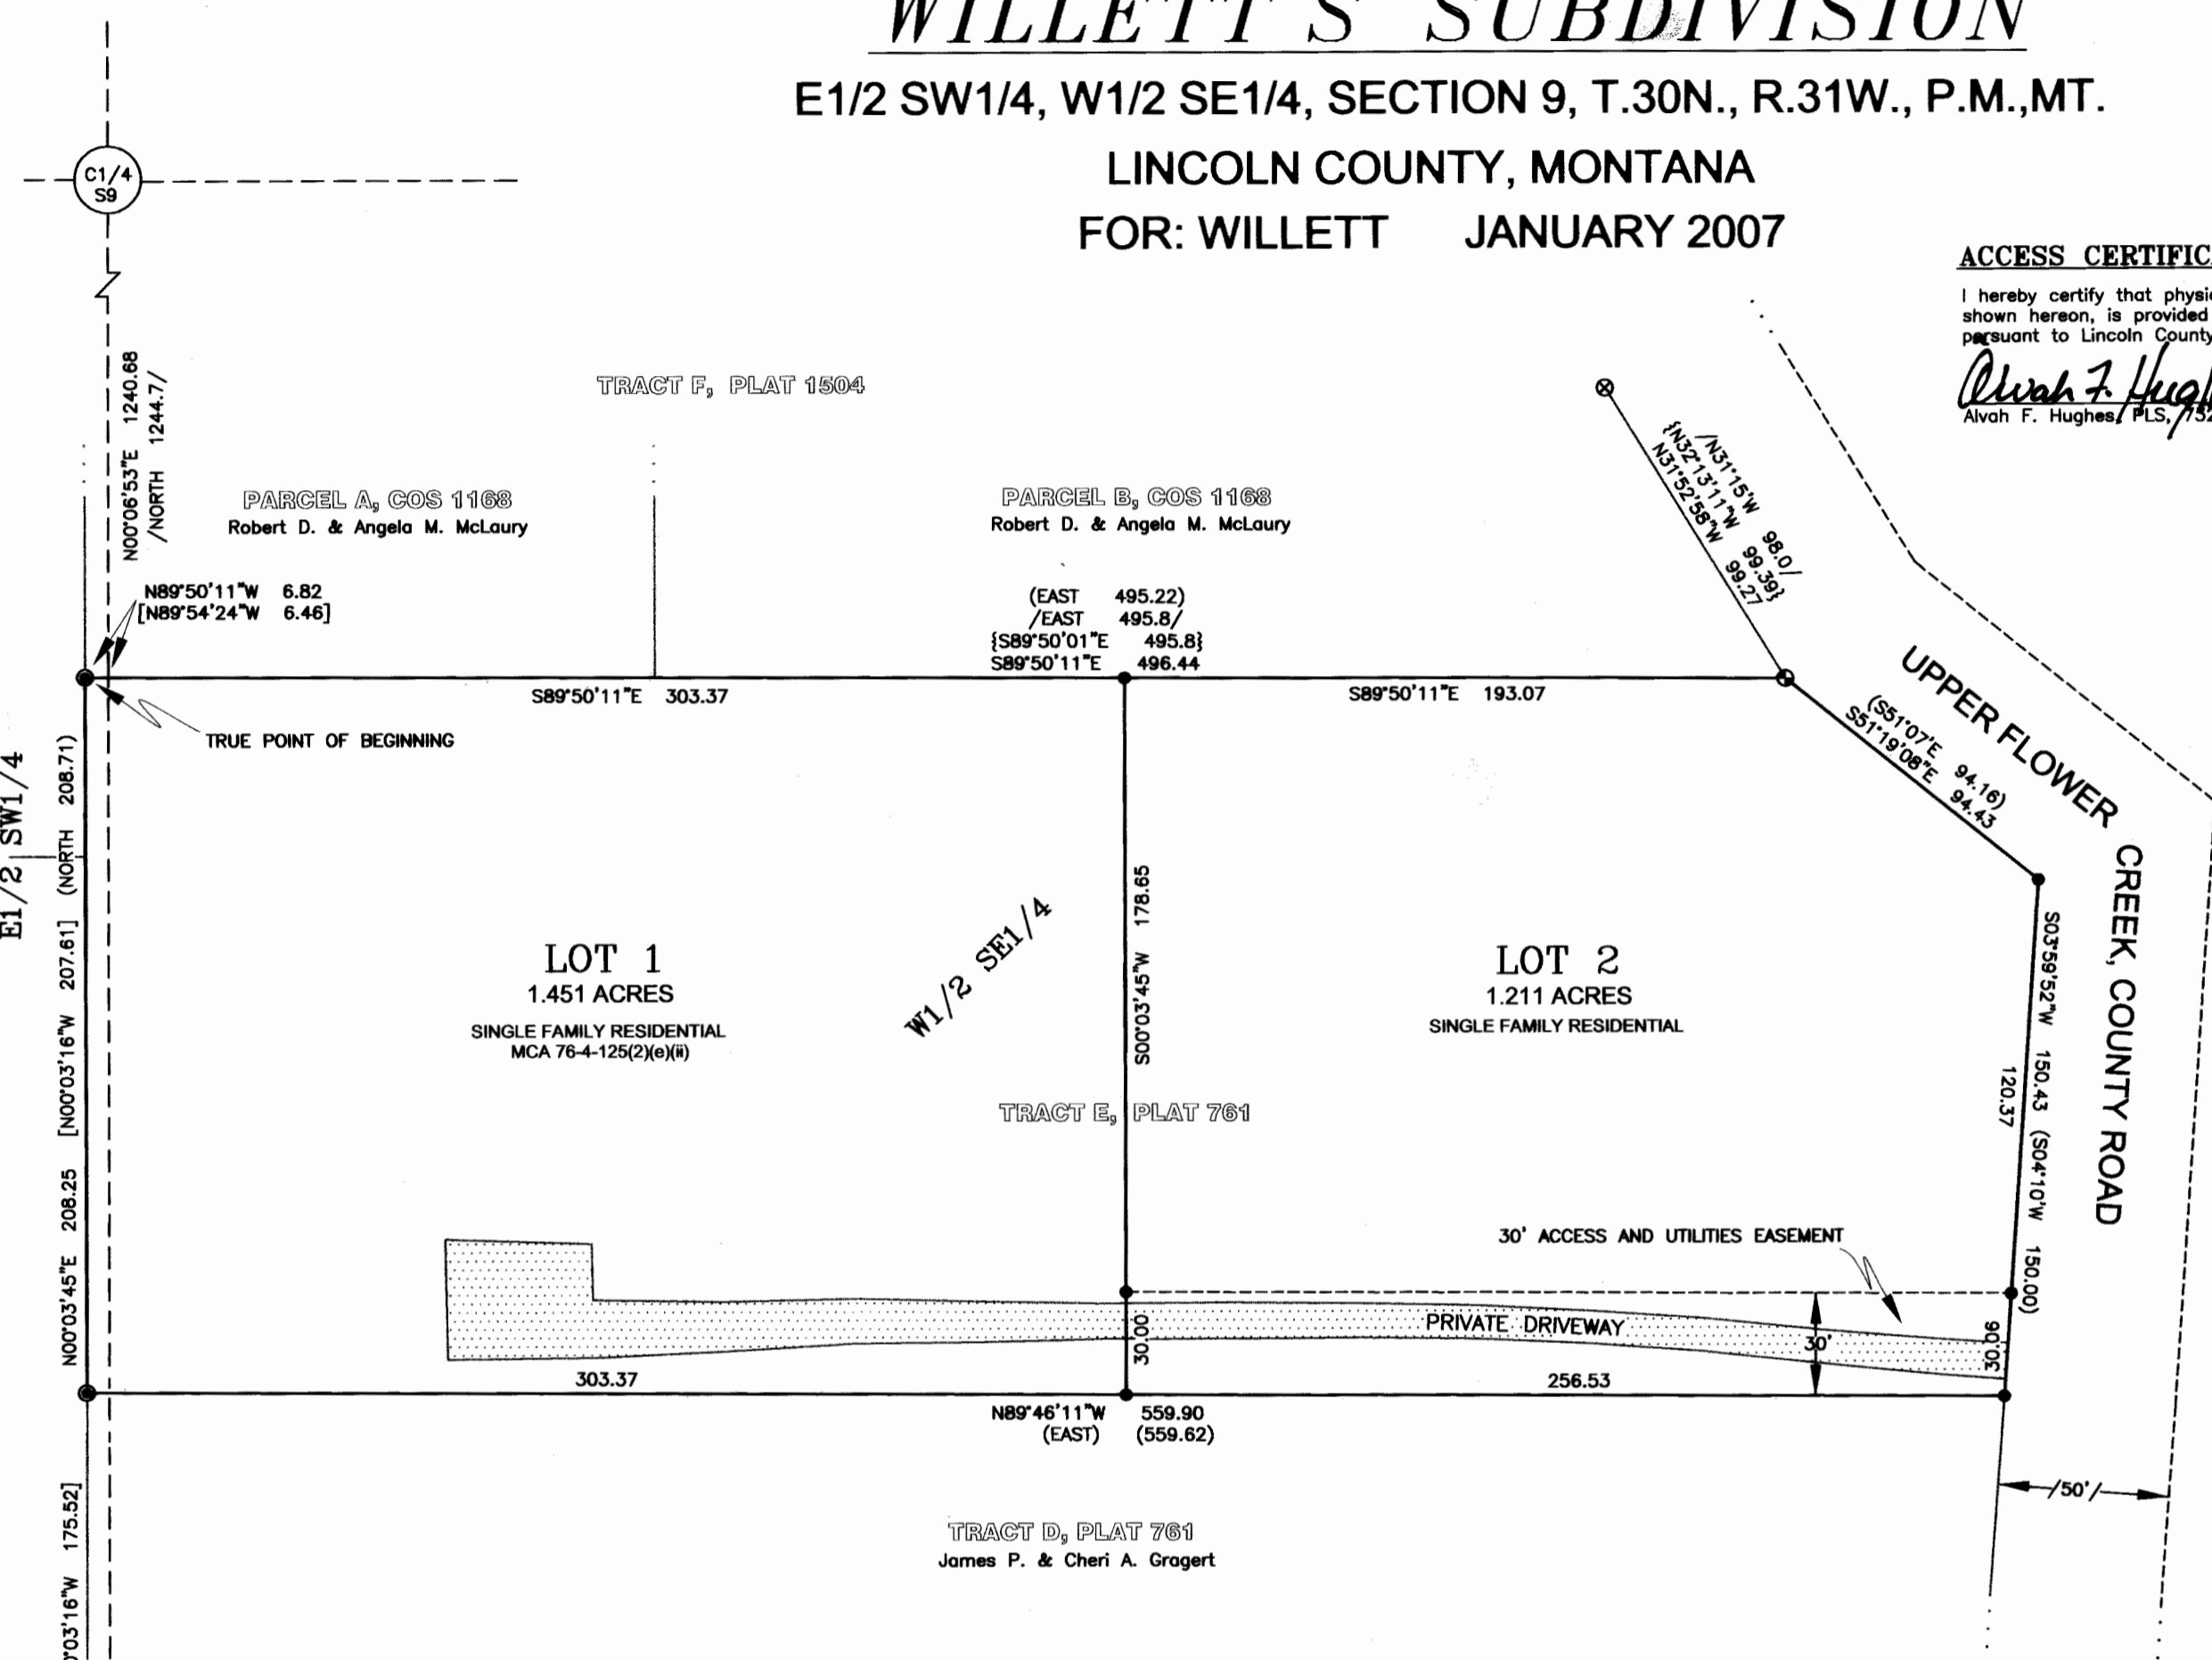 WILLETT'S SUBDIVISION
E1/2 SW1/4, W1/2 SE1/4, SECTION 9, T.30N., R.31W., P.M.,MT.
LINCOLN COUNTY, MONTANA
FOR: WILLETT JANUARY 2007
C1/4
S9
ACCESS CERTIFIC
I hereby certify that physi
shown hereon, is provided
persuant to Lincoln County
Alvah F. Hugh
Alvah F. Hughes, PLS, 752
N00°06'53"E 1240.68
/NORTH 1244.7/
TRACT F, PLAT 1504
PARCEL A, COS 1168
Robert D. & Angela M. McLaury
PARCEL B, COS 1168
Robert D. & Angela M. McLaury
/N31°15'W 98.0/
{N32°13'11"W 99.39}
N31°52'58"W 99.27
N89°50'11"W 6.82
[N89°54'24"W 6.46]
(EAST 495.22)
/EAST 495.8/
{S89°50'01"E 495.8}
S89°50'11"E 496.44
S89°50'11"E 303.37
S89°50'11"E 193.07
TRUE POINT OF BEGINNING
UPPER FLOWER CREEK, COUNTY ROAD
(S51°07'E 94.16)
S51°19'08"E 94.43
E1/2 SW1/4
N00°03'45"E 208.25 [N00°03'16"W 207.61] (NORTH 208.71)
LOT 1
1.451 ACRES
SINGLE FAMILY RESIDENTIAL
MCA 76-4-125(2)(e)(ii)
W1/2 SE1/4
S00°03'45"W 178.65
LOT 2
1.211 ACRES
SINGLE FAMILY RESIDENTIAL
S03°59'52"W 150.43 (S04°10'W 150.00)
120.37
TRACT E, PLAT 761
30' ACCESS AND UTILITIES EASEMENT
PRIVATE DRIVEWAY
30.00
30'
30.06
303.37
256.53
N89°46'11"W 559.90
(EAST) (559.62)
/50'/
TRACT D, PLAT 761
James P. & Cheri A. Gragert
0°03'16"W 175.52]